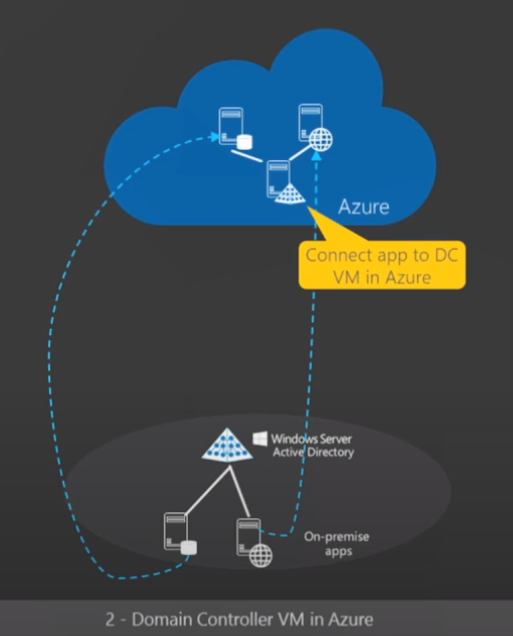 Azure
Connect app to DC
VM in Azure
Windows Server
Active Directory
On-premise
apps
2 - Domain Controller VM in Azure